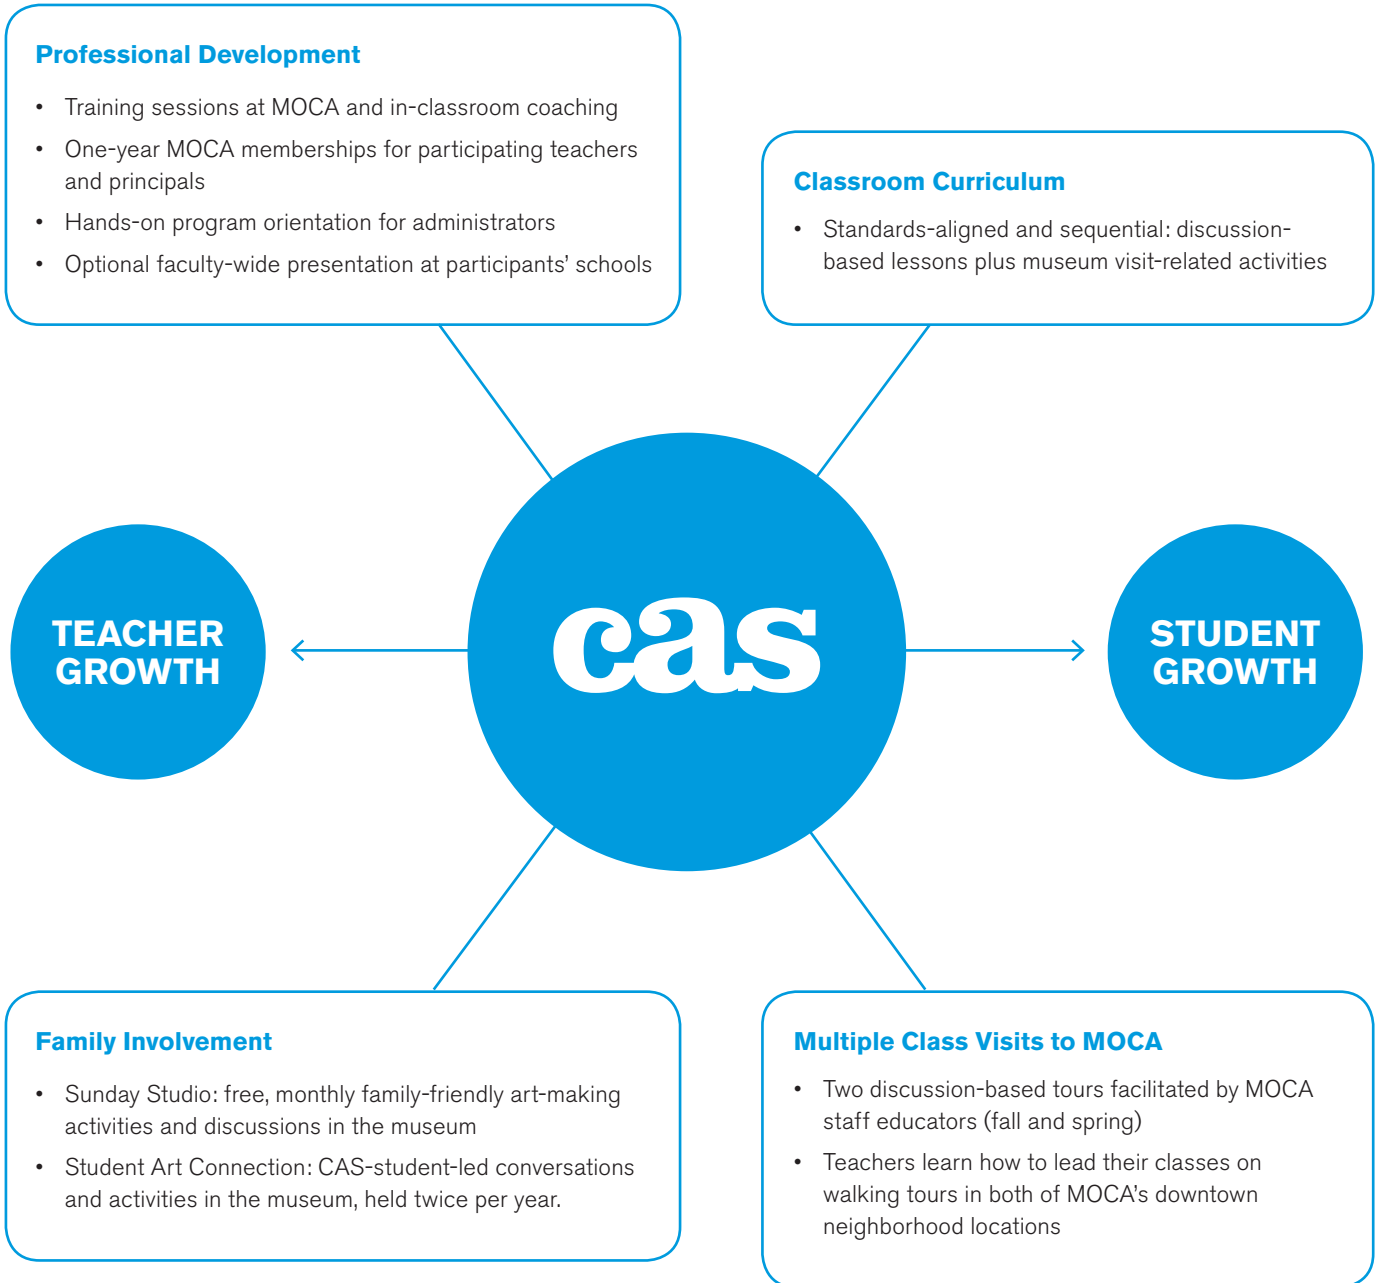 Professional Development
• Training sessions at MOCA and in-classroom coaching
• One-year MOCA memberships for participating teachers
and principals
• Hands-on program orientation for administrators
• Optional faculty-wide presentation at participants’ schools
Classroom Curriculum
• Standards-aligned and sequential: discussion-
based lessons plus museum visit-related activities
TEACHER
GROWTH
cas
STUDENT
GROWTH
Family Involvement
• Sunday Studio: free, monthly family-friendly art-making
activities and discussions in the museum
• Student Art Connection: CAS-student-led conversations
and activities in the museum, held twice per year.
Multiple Class Visits to MOCA
• Two discussion-based tours facilitated by MOCA
staff educators (fall and spring)
• Teachers learn how to lead their classes on
walking tours in both of MOCA’s downtown
neighborhood locations